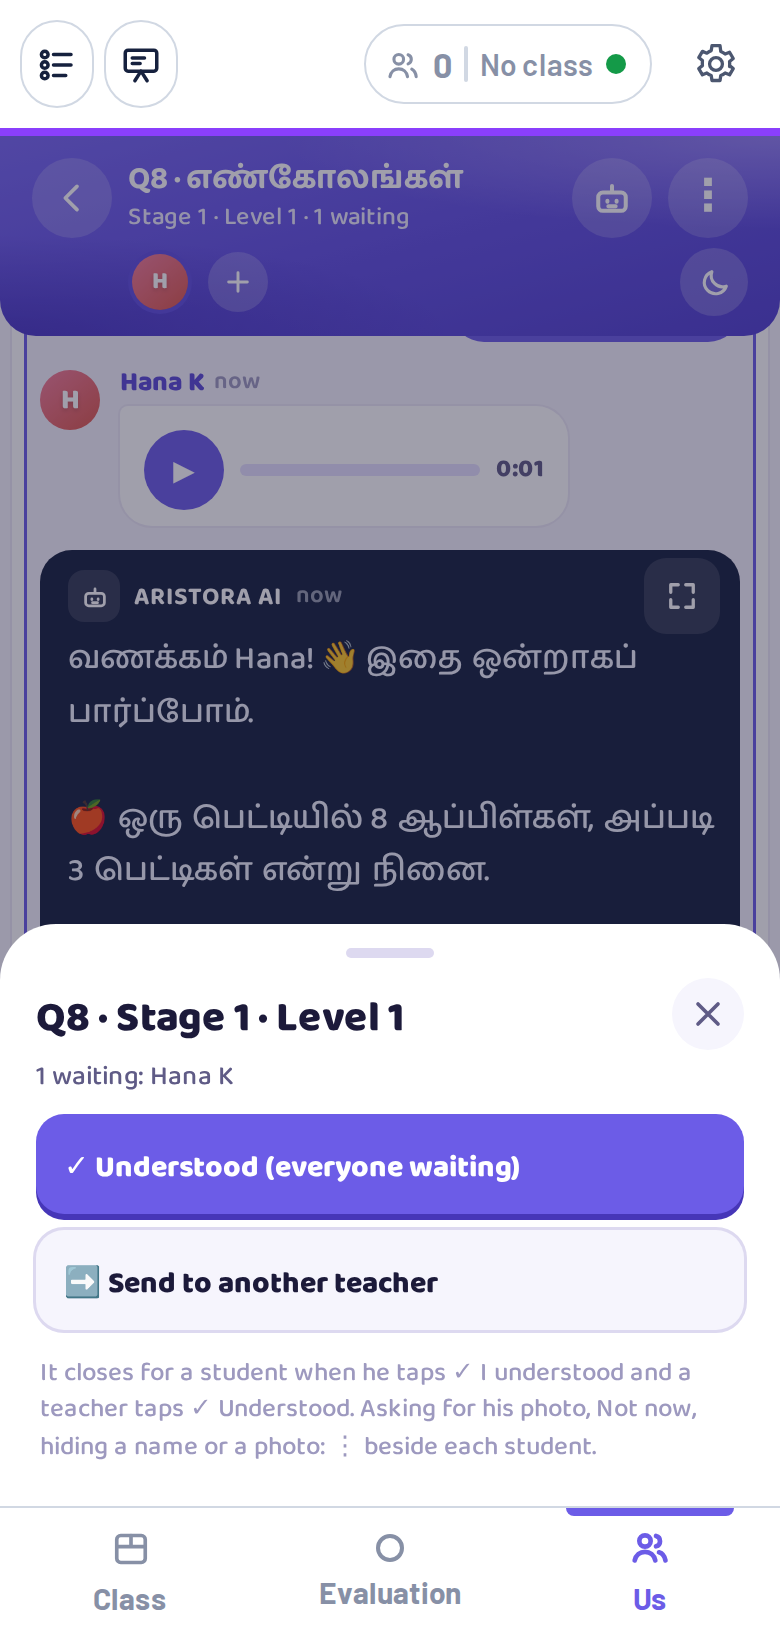 0 | No class
Q8 · எண்கோலங்கள்
Stage 1 · Level 1 · 1 waiting
H
Hana K now
H
0:01
ARISTORA AI now
வணக்கம் Hana! 👋 இதை ஒன்றாகப்
பார்ப்போம்.
🍎 ஒரு பெட்டியில் 8 ஆப்பிள்கள், அப்படி
3 பெட்டிகள் என்று நினை.
Q8 · Stage 1 · Level 1
1 waiting: Hana K
✓ Understood (everyone waiting)
➡️ Send to another teacher
It closes for a student when he taps ✓ I understood and a
teacher taps ✓ Understood. Asking for his photo, Not now,
hiding a name or a photo: ⋮ beside each student.
Class
Evaluation
Us